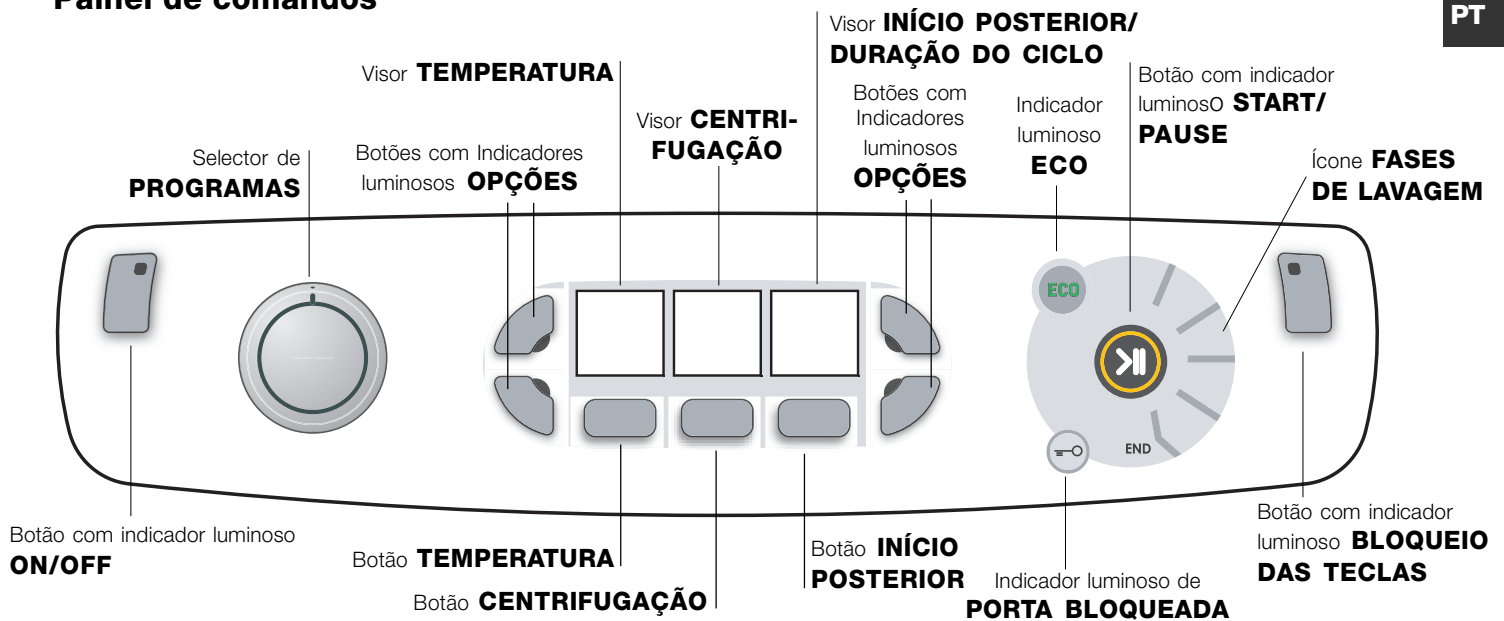 Painel de comandos
PT
Visor INÍCIO POSTERIOR/
DURAÇÃO DO CICLO
Visor TEMPERATURA
Visor CENTRI-
FUGAÇÃO
Botões com
Indicadores
luminosos
OPÇÕES
Indicador
luminoso
ECO
Botão com indicador
luminosO START/
PAUSE
Selector de
PROGRAMAS
Botões com Indicadores
luminosos OPÇÕES
Ícone FASES
DE LAVAGEM
ECO
END
Botão com indicador luminoso
ON/OFF
Botão TEMPERATURA
Botão CENTRIFUGAÇÃO
Botão INÍCIO
POSTERIOR
Indicador luminoso de
PORTA BLOQUEADA
Botão com indicador
luminoso BLOQUEIO
DAS TECLAS